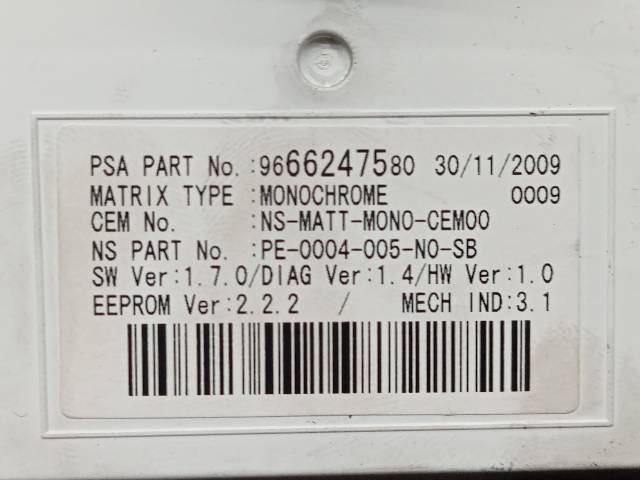 PSA PART No.:9666247580 30/11/2009
MATRIX TYPE :MONOCHROME 0009
CEM No. :NS-MATT-MONO-CEM00
NS PART No. :PE-0004-005-NO-SB
SW Ver:1.7.0/DIAG Ver:1.4/HW Ver:1.0
EEPROM Ver:2.2.2 / MECH IND:3.1